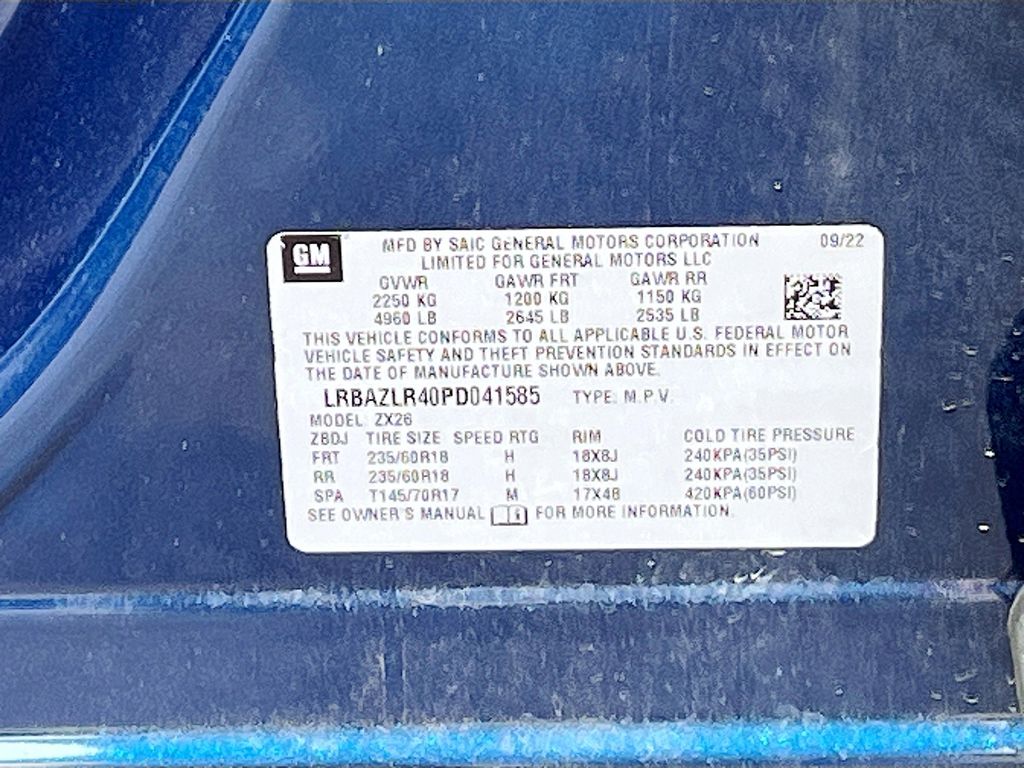 GM MFD BY SAIC GENERAL MOTORS CORPORATION 09/22
LIMITED FOR GENERAL MOTORS LLC
GVWR GAWR FRT GAWR RR
2250 KG 1200 KG 1150 KG
4960 LB 2645 LB 2535 LB
THIS VEHICLE CONFORMS TO ALL APPLICABLE U.S. FEDERAL MOTOR
VEHICLE SAFETY AND THEFT PREVENTION STANDARDS IN EFFECT ON
THE DATE OF MANUFACTURE SHOWN ABOVE.
LRBAZLR40PD041585 TYPE: M.P.V.
MODEL: ZX26
ZBDJ TIRE SIZE SPEED RTG RIM COLD TIRE PRESSURE
FRT 235/60R18 H 18X8J 240KPA(35PSI)
RR 235/60R18 H 18X8J 240KPA(35PSI)
SPA T145/70R17 M 17X4B 420KPA(60PSI)
SEE OWNER'S MANUAL FOR MORE INFORMATION.